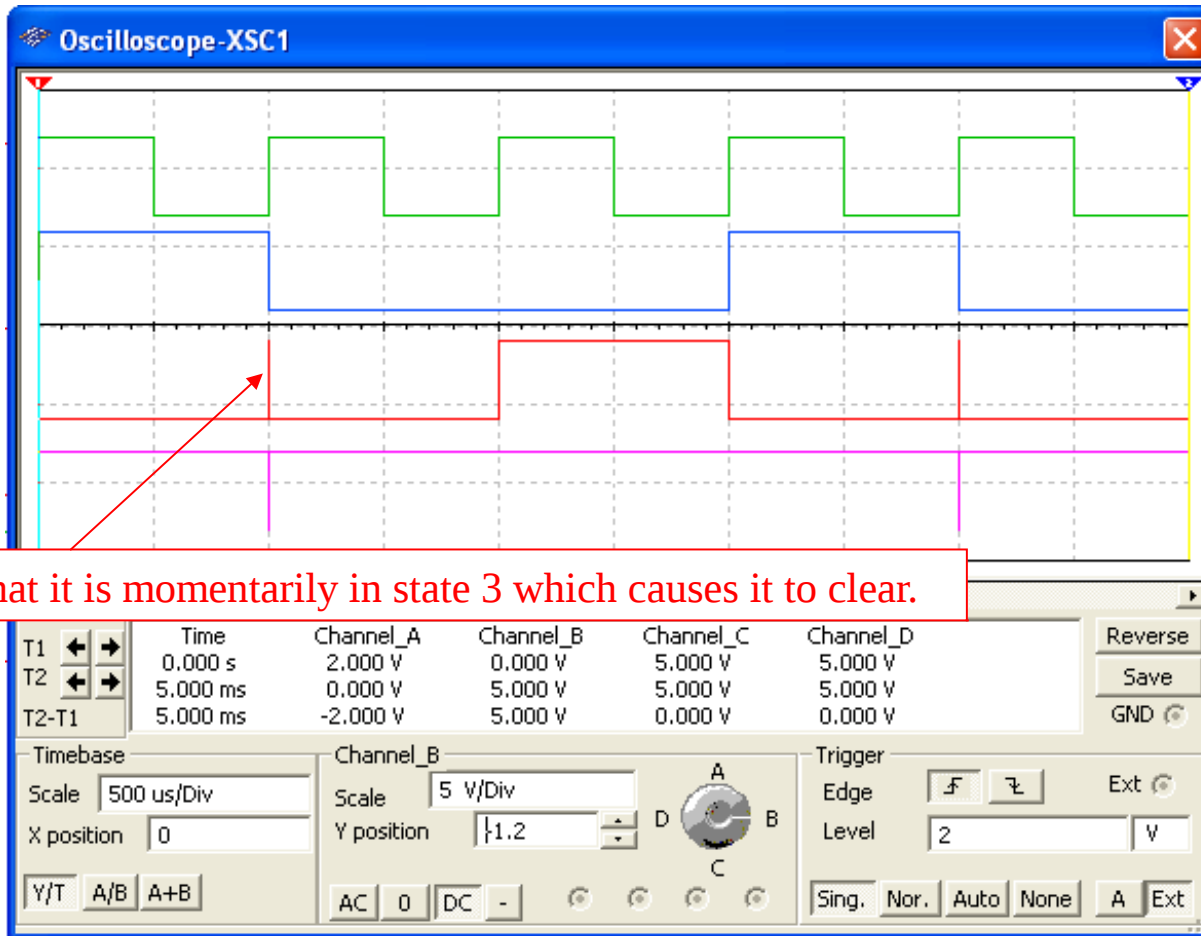 Oscilloscope-XSC1
1
2
hat it is momentarily in state 3 which causes it to clear.
Time Channel_A Channel_B Channel_C Channel_D
T1 0.000 s 2.000 V 0.000 V 5.000 V 5.000 V
T2 5.000 ms 0.000 V 5.000 V 5.000 V 5.000 V
T2-T1 5.000 ms -2.000 V 5.000 V 0.000 V 0.000 V
Reverse
Save
GND
Timebase
Scale 500 us/Div
X position 0
Y/T A/B A+B
Channel_B
Scale 5 V/Div
Y position -1.2
AC 0 DC -
A
D B
C
Trigger
Edge Ext
Level 2 V
Sing. Nor. Auto None A Ext